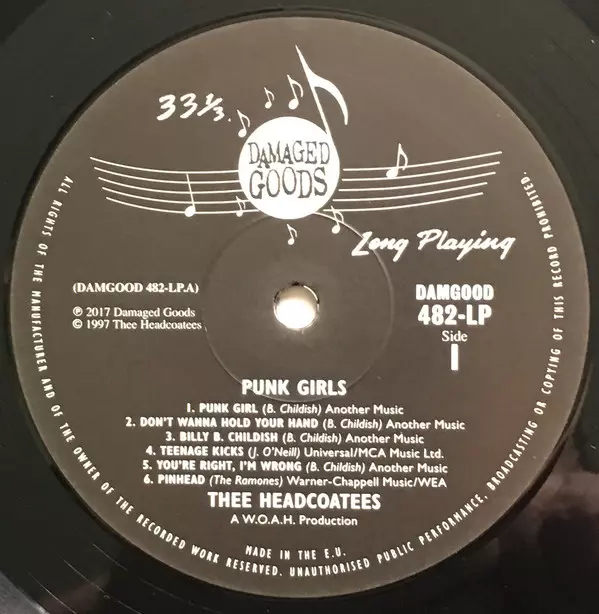 33 1/3.
DAMAGED
GOODS
Long Playing
(DAMGOOD 482-LP.A)
℗ 2017 Damaged Goods
© 1997 Thee Headcoatees
DAMGOOD
482-LP
Side
1
PUNK GIRLS
1. PUNK GIRL (B. Childish) Another Music
2. DON'T WANNA HOLD YOUR HAND (B. Childish) Another Music
3. BILLY B. CHILDISH (B. Childish) Another Music
4. TEENAGE KICKS (J. O'Neill) Universal/MCA Music Ltd.
5. YOU'RE RIGHT, I'M WRONG (B. Childish) Another Music
6. PINHEAD (The Ramones) Warner-Chappell Music/WEA
THEE HEADCOATEES
A W.O.A.H. Production
MADE IN THE E.U.
ALL RIGHTS OF THE MANUFACTURER AND OF THE OWNER OF THE RECORDED WORK RESERVED. UNAUTHORISED PUBLIC PERFORMANCE, BROADCASTING OR COPYING OF THIS RECORD PROHIBITED.